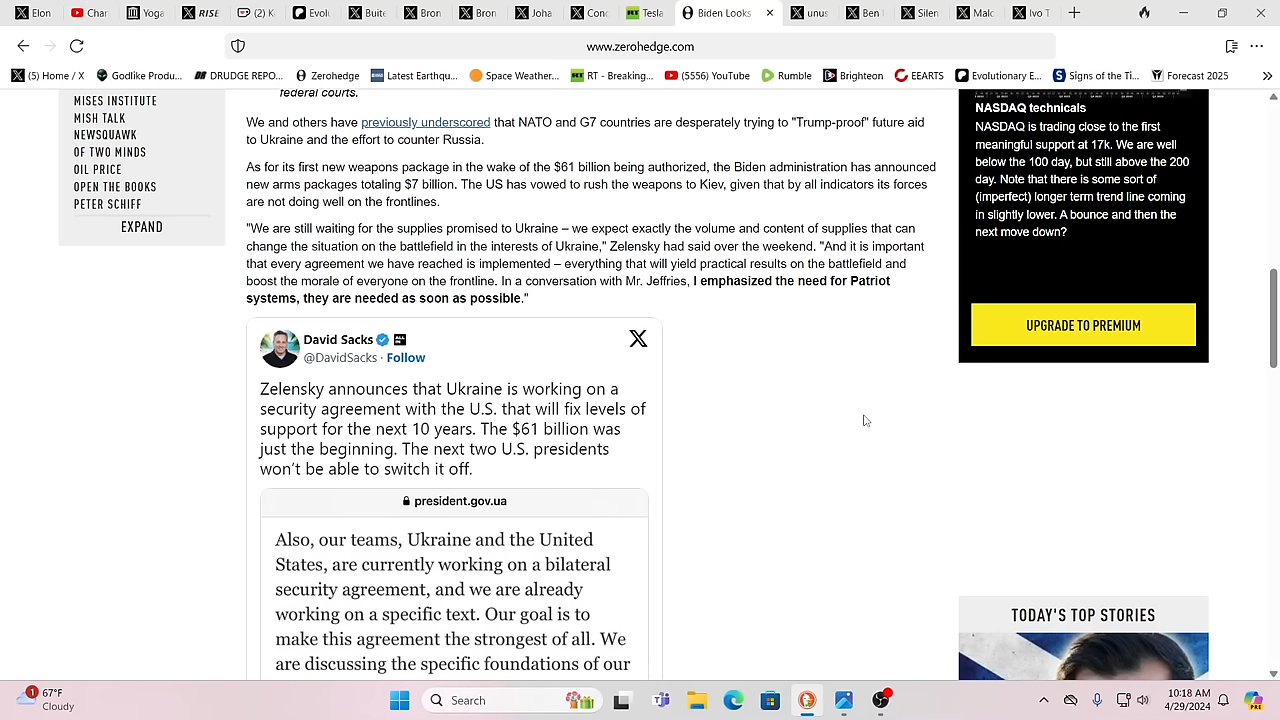 Elon
Char
Yoga
RISE
(2) K
Evol
Buite
Bron
Bron
Joha
Conc
Tesla
Biden Looks
unus
Ben I
Silen
Malc
Ivo T
www.zerohedge.com
(5) Home / X
Godlike Produ...
DRUDGE REPO...
Zerohedge
Latest Earthqu...
Space Weather...
RT - Breaking...
(5556) YouTube
Rumble
Brighteon
EEARTS
Evolutionary E...
Signs of the Ti...
Forecast 2025
MISES INSTITUTE
MISH TALK
NEWSQUAWK
OF TWO MINDS
OIL PRICE
OPEN THE BOOKS
PETER SCHIFF
EXPAND
federal courts.
We and others have previously underscored that NATO and G7 countries are desperately trying to "Trump-proof" future aid
to Ukraine and the effort to counter Russia.
As for its first new weapons package in the wake of the $61 billion being authorized, the Biden administration has announced
new arms packages totaling $7 billion. The US has vowed to rush the weapons to Kiev, given that by all indicators its forces
are not doing well on the frontlines.
"We are still waiting for the supplies promised to Ukraine – we expect exactly the volume and content of supplies that can
change the situation on the battlefield in the interests of Ukraine," Zelensky had said over the weekend. "And it is important
that every agreement we have reached is implemented – everything that will yield practical results on the battlefield and
boost the morale of everyone on the frontline. In a conversation with Mr. Jeffries, I emphasized the need for Patriot
systems, they are needed as soon as possible."
David Sacks
@DavidSacks · Follow
Zelensky announces that Ukraine is working on a
security agreement with the U.S. that will fix levels of
support for the next 10 years. The $61 billion was
just the beginning. The next two U.S. presidents
won't be able to switch it off.
president.gov.ua
Also, our teams, Ukraine and the United
States, are currently working on a bilateral
security agreement, and we are already
working on a specific text. Our goal is to
make this agreement the strongest of all. We
are discussing the specific foundations of our
NASDAQ technicals
NASDAQ is trading close to the first
meaningful support at 17k. We are well
below the 100 day, but still above the 200
day. Note that there is some sort of
(imperfect) longer term trend line coming
in slightly lower. A bounce and then the
next move down?
UPGRADE TO PREMIUM
TODAY'S TOP STORIES
1
67°F
Cloudy
Search
10:18 AM
4/29/2024